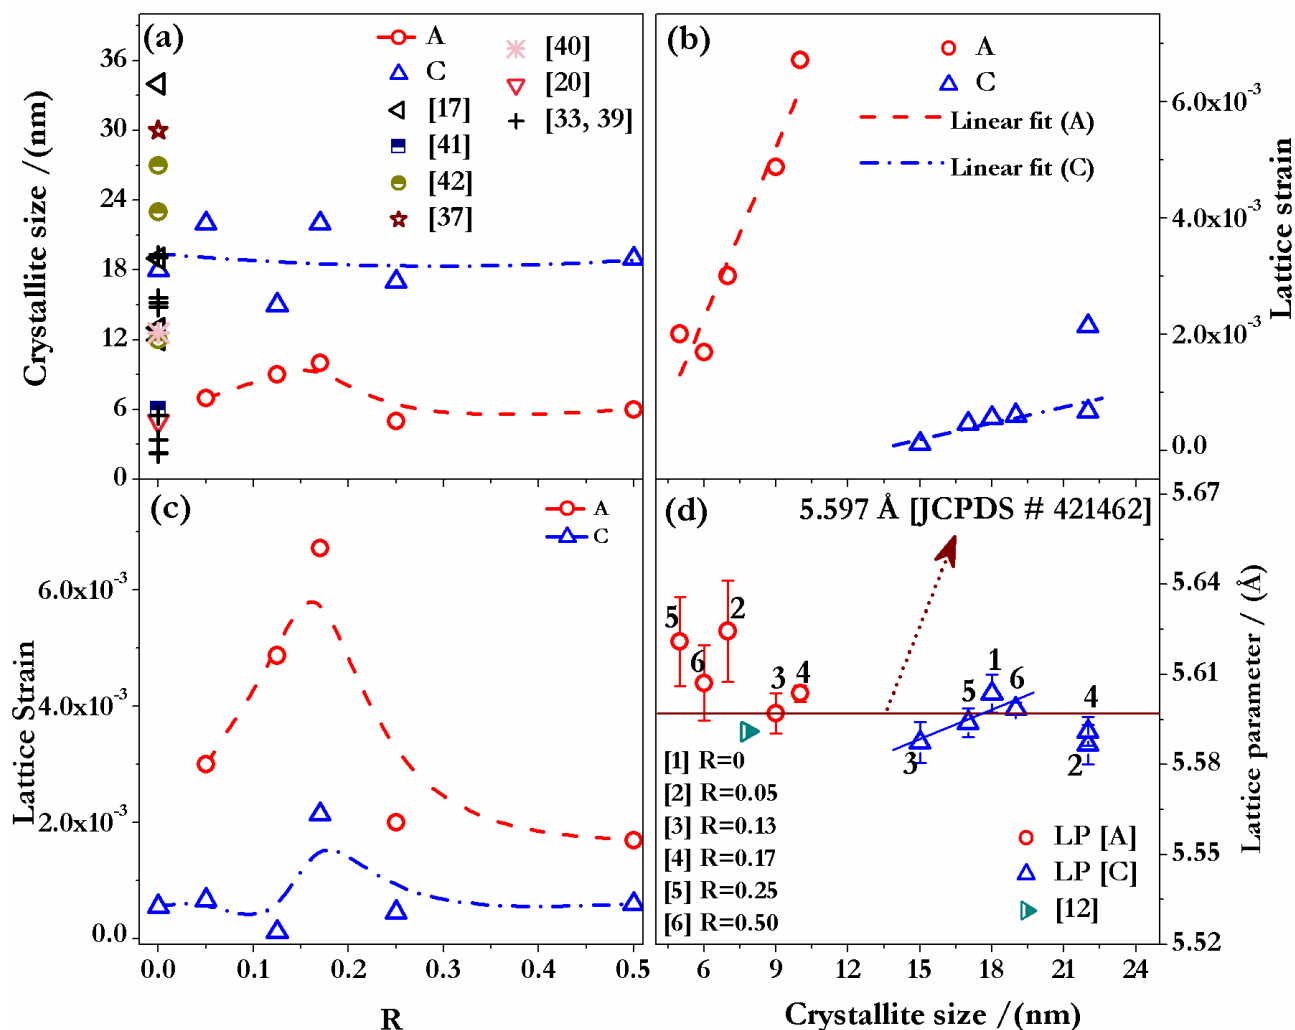 (a)
A
C
[17]
[41]
[42]
[37]
[40]
[20]
[33, 39]
Crystallite size /(nm)
36
30
24
18
12
6
0
(b)
A
C
Linear fit (A)
Linear fit (C)
6.0x10⁻³
4.0x10⁻³
2.0x10⁻³
0.0
Lattice strain
(c)
A
C
Lattice Strain
6.0x10⁻³
4.0x10⁻³
2.0x10⁻³
0.0
0.0
0.1
0.2
0.3
0.4
0.5
R
(d)
5.597 Å [JCPDS # 421462]
5
6
2
3
4
3
5
1
6
4
2
[1] R=0
[2] R=0.05
[3] R=0.13
[4] R=0.17
[5] R=0.25
[6] R=0.50
LP [A]
LP [C]
[12]
5.67
5.64
5.61
5.58
5.55
5.52
Lattice parameter / (Å)
6
9
12
15
18
21
24
Crystallite size /(nm)